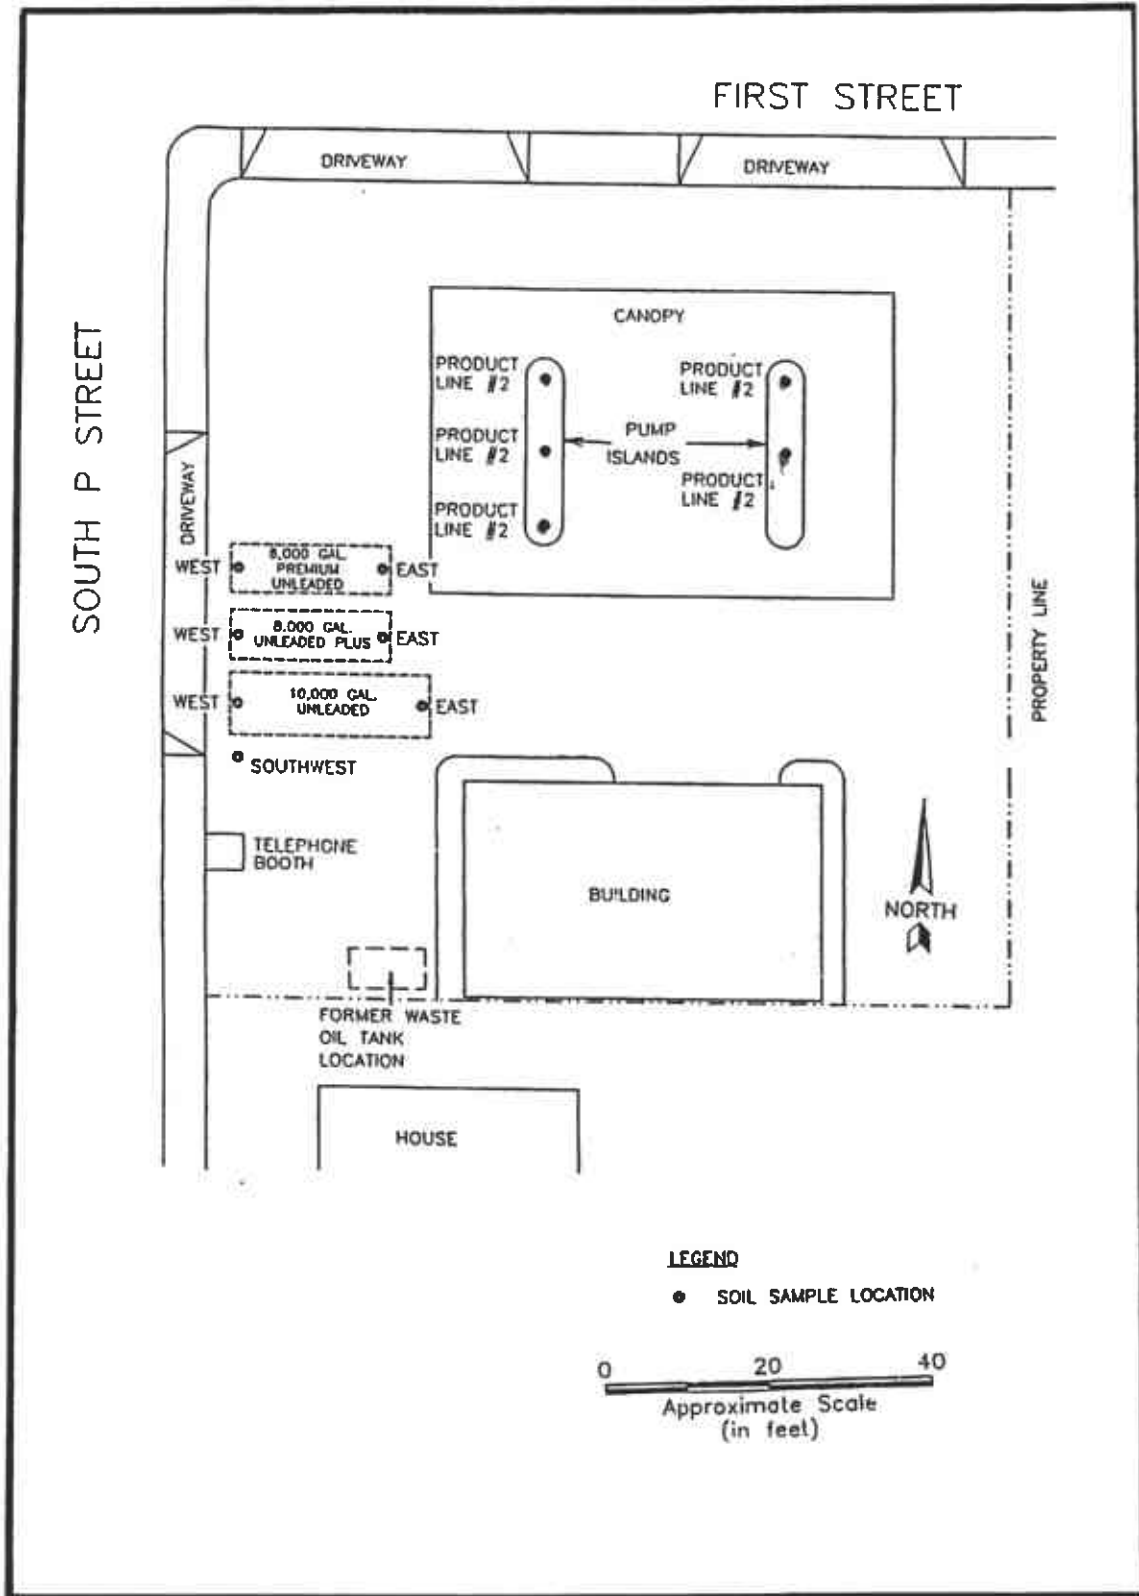 FIRST STREET
DRIVEWAY
DRIVEWAY
SOUTH P STREET
CANOPY
PRODUCT
LINE #2
PRODUCT
LINE #2
PRODUCT
LINE #2
PUMP
ISLANDS
PRODUCT
LINE #2
PRODUCT
LINE #2
DRIVEWAY
WEST
8,000 GAL.
PREMIUM
UNLEADED
EAST
WEST
8,000 GAL.
UNLEADED PLUS
EAST
WEST
10,000 GAL.
UNLEADED
EAST
SOUTHWEST
PROPERTY LINE
TELEPHONE
BOOTH
BUILDING
NORTH
FORMER WASTE
OIL TANK
LOCATION
HOUSE
LEGEND
SOIL SAMPLE LOCATION
0 20 40
Approximate Scale
(in feet)